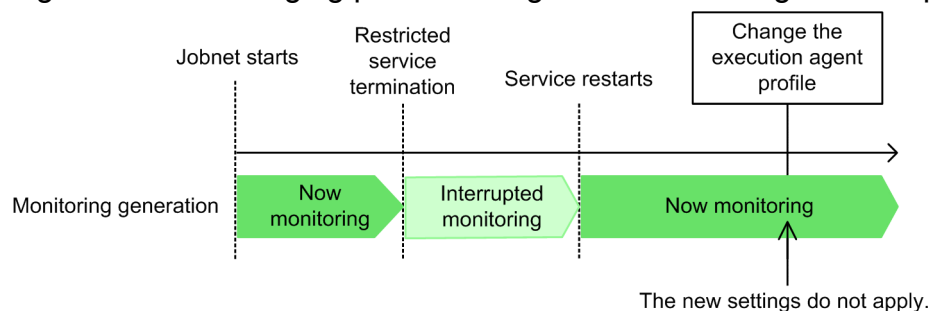 Jobnet starts
Restricted
service
termination
Service restarts
Change the
execution agent
profile
Monitoring generation
Now
monitoring
Interrupted
monitoring
Now monitoring
The new settings do not apply.